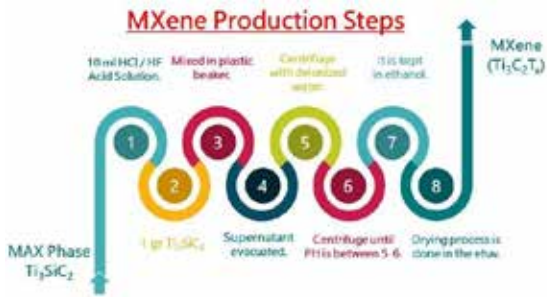 MXene Production Steps
10 ml HCl / HF
Acid Solution.
Mixed in plastic
beaker.
Centrifuge
with deionized
water.
It is kept
in ethanol.
MXene
(Ti₃C₂Tₓ)
1
2
3
4
5
6
7
8
MAX Phase
Ti₃SiC₂
1 gr Ti₃SiC₂
Supernatant
evacuated.
Centrifuge until
PH is between 5-6.
Drying process is
done in the etuv.